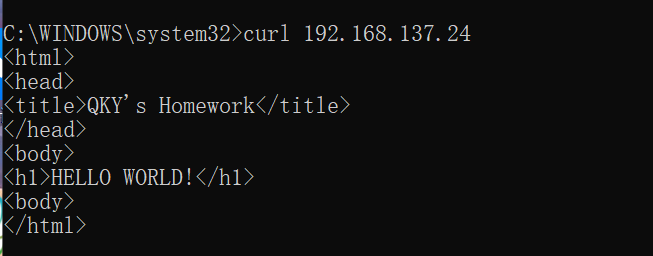 C:\WINDOWS\system32>curl 192.168.137.24
<html>
<head>
<title>QKY's Homework</title>
</head>
<body>
<h1>HELLO WORLD!</h1>
<body>
</html>